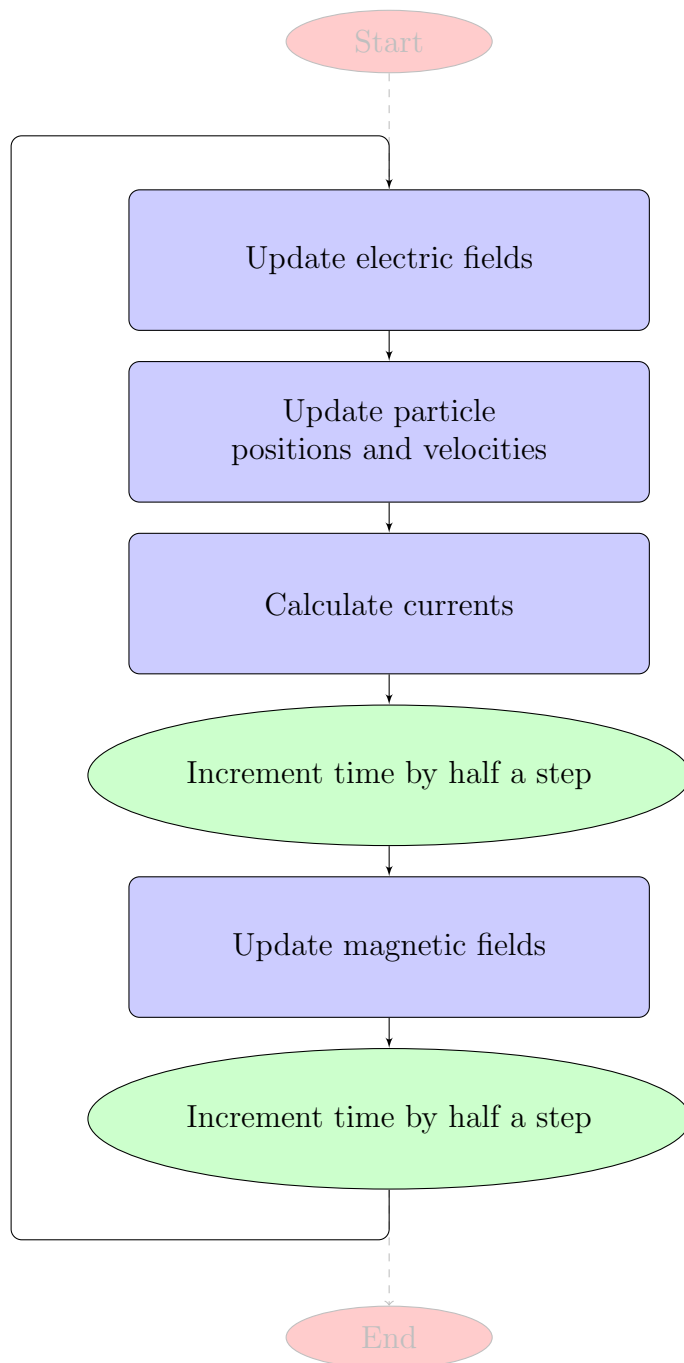 Start
Update electric fields
Update particle
positions and velocities
Calculate currents
Increment time by half a step
Update magnetic fields
Increment time by half a step
End